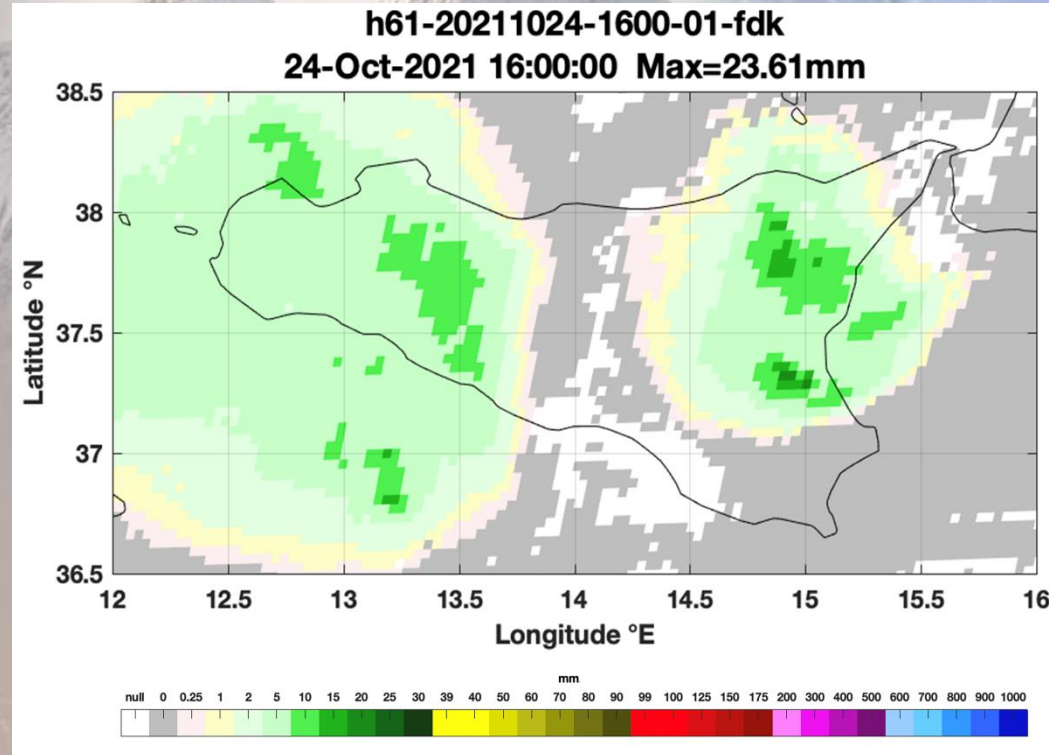 h61-20211024-1600-01-fdk
24-Oct-2021 16:00:00 Max=23.61mm
38.5
38
37.5
37
36.5
Latitude °N
12 12.5 13 13.5 14 14.5 15 15.5 16
Longitude °E
mm
null 0 0.25 1 2 5 10 15 20 25 30 39 40 50 60 70 80 90 99 100 125 150 175 200 300 400 500 600 700 800 900 1000